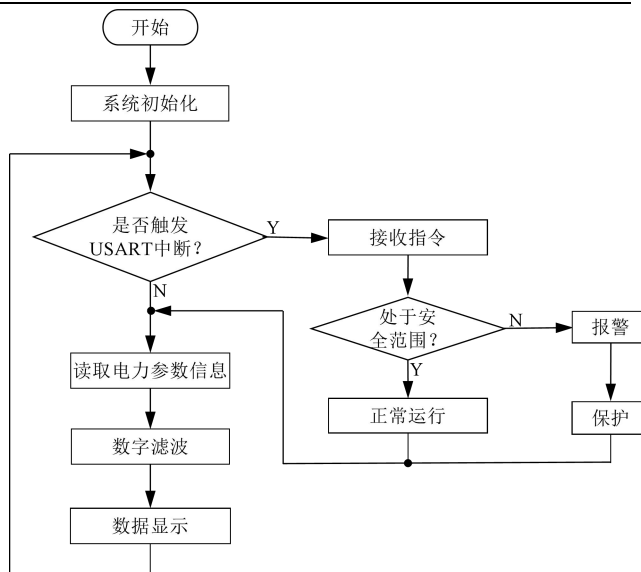 开始
系统初始化
是否触发
USART中断?
Y
接收指令
N
处于安
全范围?
N
报警
Y
读取电力参数信息
正常运行
保护
数字滤波
数据显示